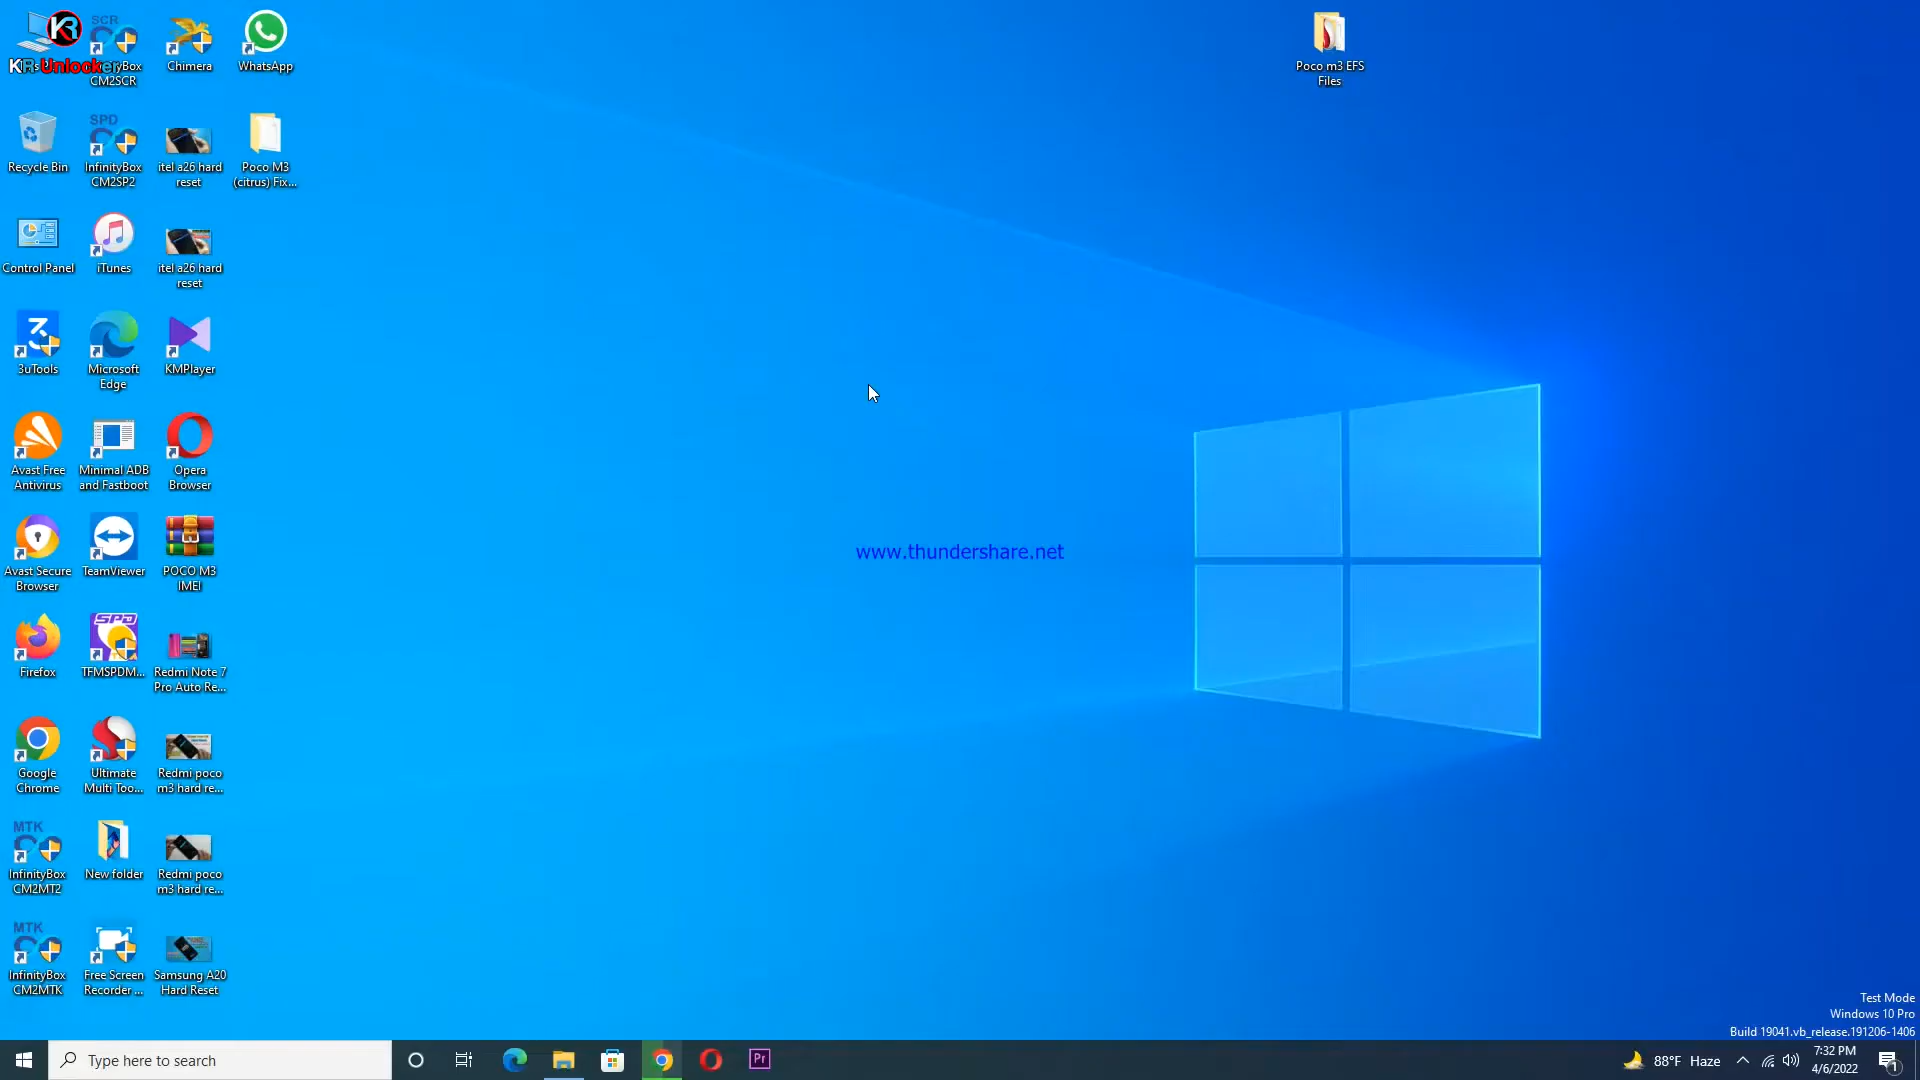 KR Unlocker
SCR
InfinityBox
CM2SCR
Chimera
WhatsApp
Poco m3 EFS
Files
Recycle Bin
SPD
InfinityBox
CM2SP2
itel a26 hard
reset
Poco M3
(citrus) Fix...
Control Panel
iTunes
itel a26 hard
reset
3uTools
Microsoft
Edge
KMPlayer
Avast Free
Antivirus
Minimal ADB
and Fastboot
Opera
Browser
Avast Secure
Browser
TeamViewer
POCO M3
IMEI
www.thundershare.net
Firefox
SPD
TFMSPDM...
Redmi Note 7
Pro Auto Re...
Google
Chrome
Ultimate
Multi Too...
Redmi poco
m3 hard re...
MTK
InfinityBox
CM2MT2
New folder
Redmi poco
m3 hard re...
MTK
InfinityBox
CM2MTK
Free Screen
Recorder ...
Samsung A20
Hard Reset
Test Mode
Windows 10 Pro
Build 19041.vb_release.191206-1406
Type here to search
Pr
88°F Haze
7:32 PM
4/6/2022
1